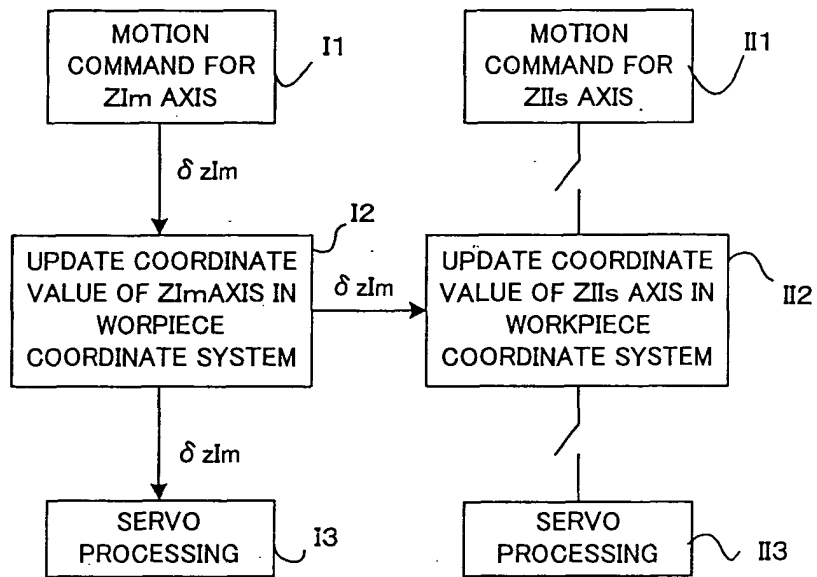 MOTION
COMMAND FOR
ZIm AXIS
I1
MOTION
COMMAND FOR
ZIIs AXIS
II1
δ zIm
I2
UPDATE COORDINATE
VALUE OF ZImAXIS IN
WORPIECE
COORDINATE SYSTEM
δ zIm
UPDATE COORDINATE
VALUE OF ZIIs AXIS IN
WORKPIECE
COORDINATE SYSTEM
II2
δ zIm
SERVO
PROCESSING
I3
SERVO
PROCESSING
II3